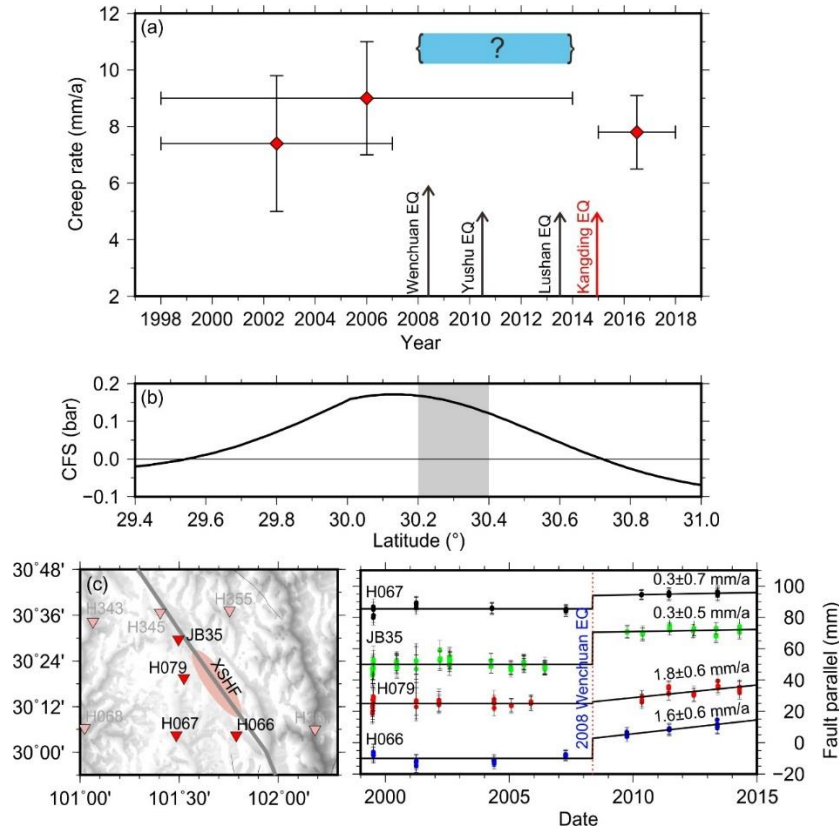 (a)
Creep rate (mm/a)
12
10
8
6
4
2
{ ? }
Wenchuan EQ
Yushu EQ
Lushan EQ
Kangding EQ
1998 2000 2002 2004 2006 2008 2010 2012 2014 2016 2018
Year
(b)
CFS (bar)
0.2
0.1
0.0
−0.1
29.4 29.6 29.8 30.0 30.2 30.4 30.6 30.8 31.0
Latitude (°)
(c)
30°48'
30°36'
30°24'
30°12'
30°00'
H343
H345
H355
JB35
H079
XSHF
H068
H067
H066
101°00' 101°30' 102°00'
H067
0.3±0.7 mm/a
JB35
0.3±0.5 mm/a
H079
1.8±0.6 mm/a
H066
1.6±0.6 mm/a
2008 Wenchuan EQ
100
80
60
40
20
0
−20
Fault parallel (mm)
2000 2005 2010 2015
Date